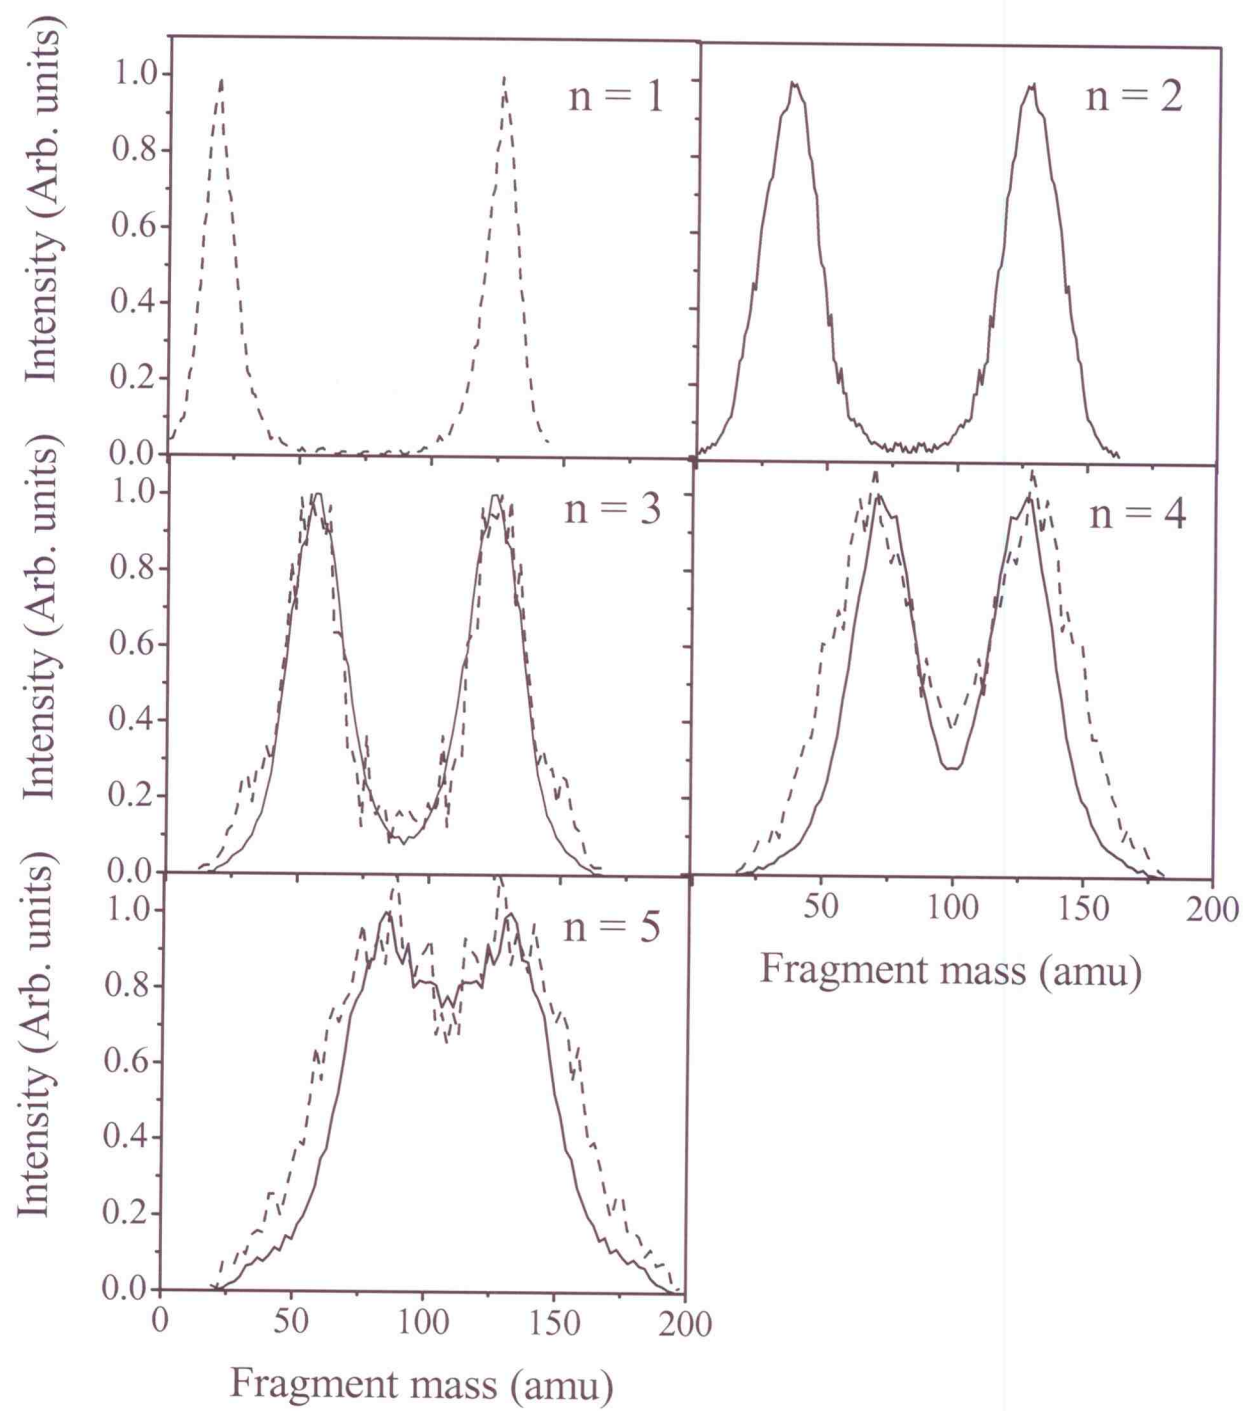 Intensity (Arb. units)
1.0
0.8
0.6
0.4
0.2
0.0
n = 1
n = 2
Intensity (Arb. units)
1.0
0.8
0.6
0.4
0.2
0.0
n = 3
n = 4
50 100 150 200
Fragment mass (amu)
Intensity (Arb. units)
1.0
0.8
0.6
0.4
0.2
0.0
n = 5
0 50 100 150 200
Fragment mass (amu)